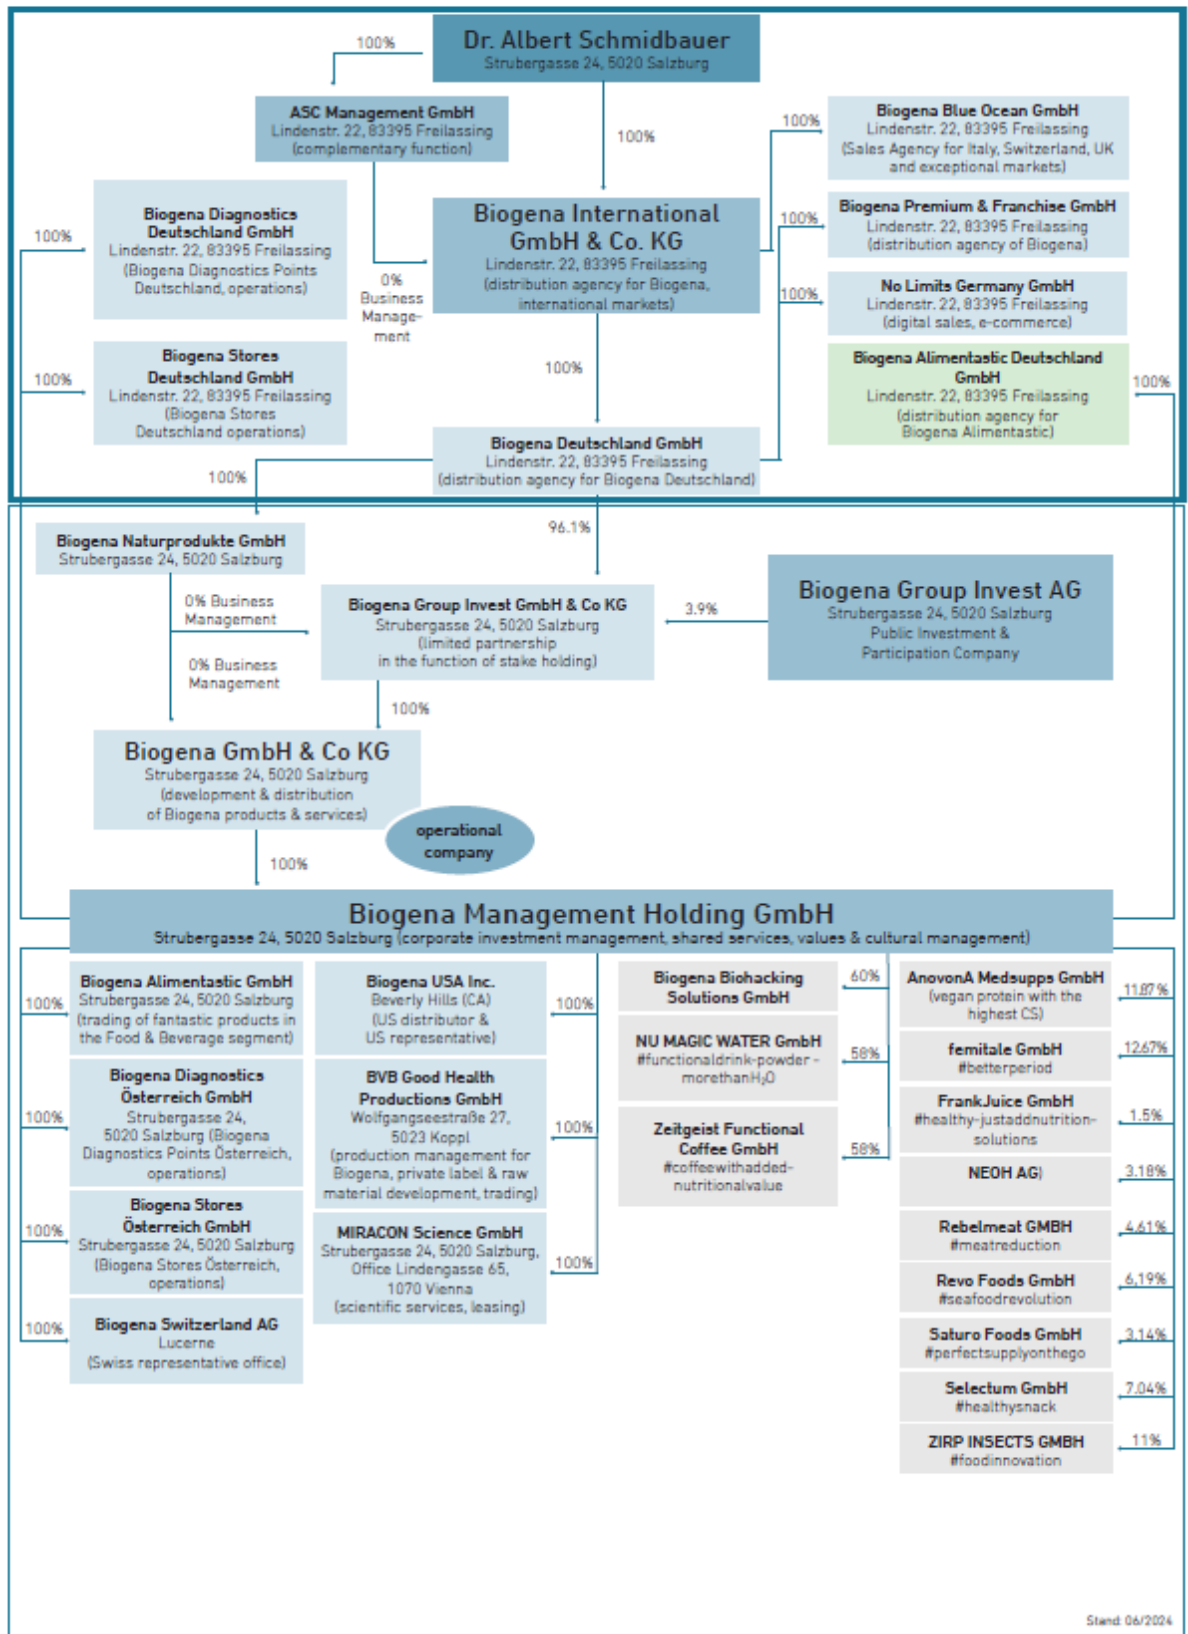 Dr. Albert Schmidbauer
Strubergasse 24, 5020 Salzburg
100%
ASC Management GmbH
Lindenstr. 22, 83395 Freilassing
(complementary function)
100%
100%
Biogena Blue Ocean GmbH
Lindenstr. 22, 83395 Freilassing
(Sales Agency for Italy, Switzerland, UK
and exceptional markets)
100%
Biogena Diagnostics
Deutschland GmbH
Lindenstr. 22, 83395 Freilassing
(Biogena Diagnostics Points
Deutschland, operations)
Biogena International
GmbH & Co. KG
Lindenstr. 22, 83395 Freilassing
(distribution agency for Biogena,
international markets)
0%
Business
Manage-
ment
100%
Biogena Premium & Franchise GmbH
Lindenstr. 22, 83395 Freilassing
(distribution agency of Biogena)
100%
No Limits Germany GmbH
Lindenstr. 22, 83395 Freilassing
(digital sales, e-commerce)
100%
Biogena Stores
Deutschland GmbH
Lindenstr. 22, 83395 Freilassing
(Biogena Stores
Deutschland operations)
100%
Biogena Alimentastic Deutschland
GmbH
Lindenstr. 22, 83395 Freilassing
(distribution agency for
Biogena Alimentastic)
100%
Biogena Deutschland GmbH
Lindenstr. 22, 83395 Freilassing
(distribution agency for Biogena Deutschland)
100%
96.1%
Biogena Naturprodukte GmbH
Strubergasse 24, 5020 Salzburg
0% Business
Management
0% Business
Management
Biogena Group Invest GmbH & Co KG
Strubergasse 24, 5020 Salzburg
(limited partnership
in the function of stake holding)
3.9%
Biogena Group Invest AG
Strubergasse 24, 5020 Salzburg
Public Investment &
Participation Company
100%
Biogena GmbH & Co KG
Strubergasse 24, 5020 Salzburg
(development & distribution
of Biogena products & services)
operational
company
100%
Biogena Management Holding GmbH
Strubergasse 24, 5020 Salzburg (corporate investment management, shared services, values & cultural management)
100%
Biogena Alimentastic GmbH
Strubergasse 24, 5020 Salzburg
(trading of fantastic products in
the Food & Beverage segment)
100%
Biogena Diagnostics
Österreich GmbH
Strubergasse 24,
5020 Salzburg (Biogena
Diagnostics Points Österreich,
operations)
100%
Biogena Stores
Österreich GmbH
Strubergasse 24, 5020 Salzburg
(Biogena Stores Österreich,
operations)
100%
Biogena Switzerland AG
Lucerne
(Swiss representative office)
Biogena USA Inc.
Beverly Hills (CA)
(US distributor &
US representative)
100%
BVB Good Health
Productions GmbH
Wolfgangseestraße 27,
5023 Koppl
(production management for
Biogena, private label & raw
material development, trading)
100%
MIRACON Science GmbH
Strubergasse 24, 5020 Salzburg,
Office Lindengasse 65,
1070 Vienna
(scientific services, leasing)
100%
Biogena Biohacking
Solutions GmbH
60%
NU MAGIC WATER GmbH
#functionaldrink-powder -
morethanH₂O
58%
Zeitgeist Functional
Coffee GmbH
#coffeewithadded-
nutritionalvalue
58%
AnovonA Medsupps GmbH
(vegan protein with the
highest CS)
11.87%
femitale GmbH
#betterperiod
12.67%
FrankJuice GmbH
#healthy-justaddnutrition-
solutions
1.5%
NEOH AG)
3.18%
Rebelmeat GMBH
#meatreduction
4.61%
Revo Foods GmbH
#seafoodrevolution
6,19%
Saturo Foods GmbH
#perfectsupplyonthego
3.14%
Selectum GmbH
#healthysnack
7.04%
ZIRP INSECTS GMBH
#foodinnovation
11%
Stand: 06/2024